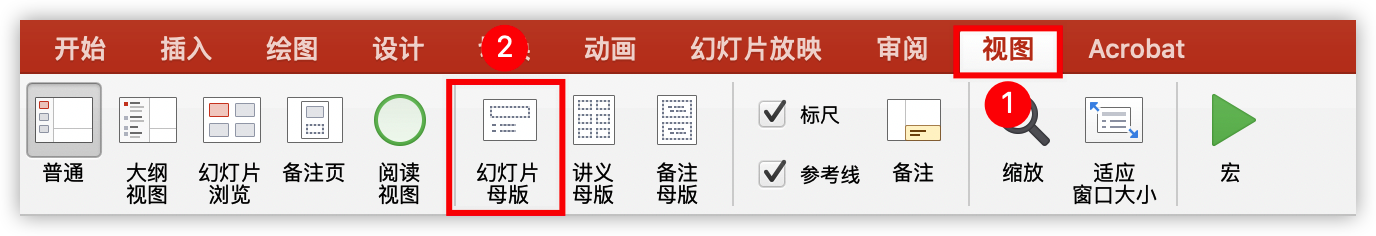 开始 插入 绘图 设计 2 动画 幻灯片放映 审阅 视图 Acrobat
1
标尺
参考线
普通
大纲
视图
幻灯片
浏览
备注页
阅读
视图
幻灯片
母版
讲义
母版
备注
母版
备注
缩放
适应
窗口大小
宏